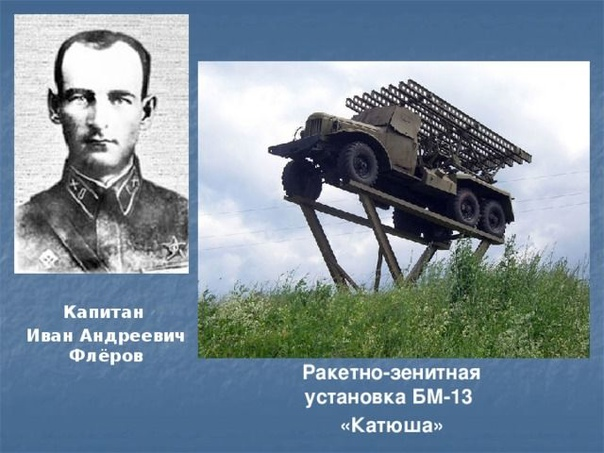 Капитан
Иван Андреевич
Флёров
Ракетно-зенитная
установка БМ-13
«Катюша»